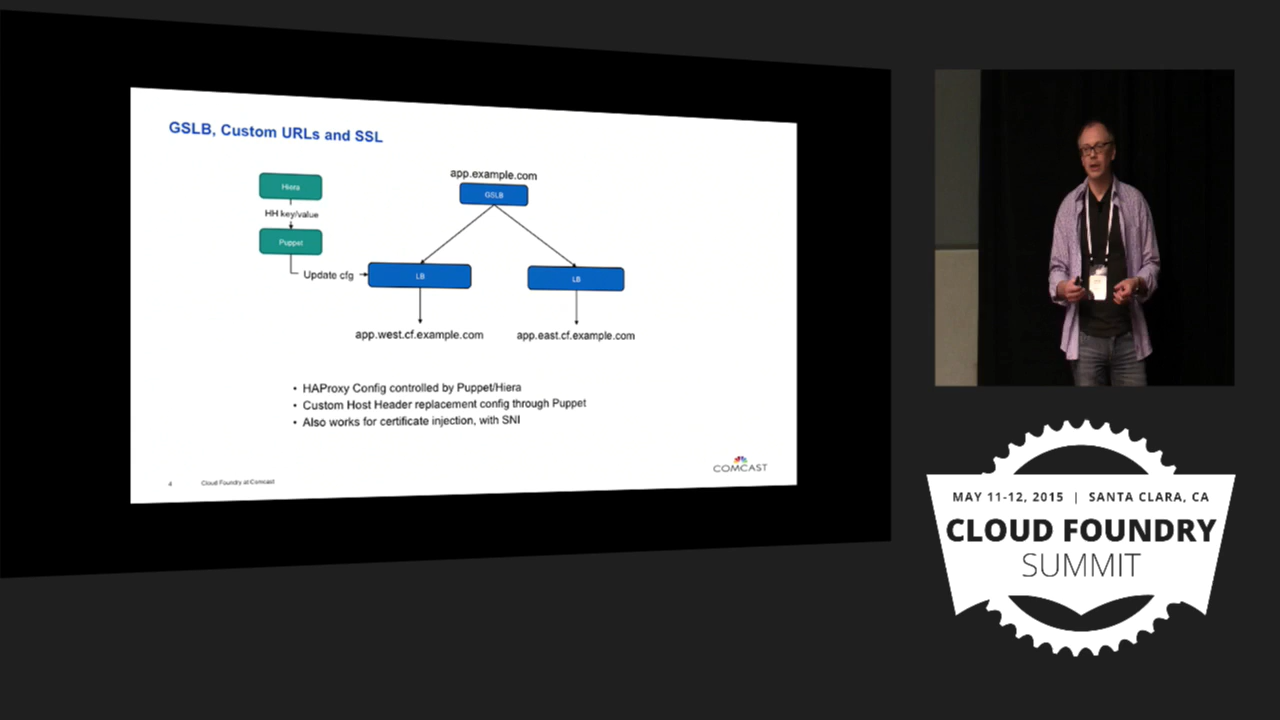 GSLB, Custom URLs and SSL
app.example.com
Hiera
GSLB
HH key/value
Puppet
Update cfg
LB
LB
app.west.cf.example.com
app.east.cf.example.com
• HAProxy Config controlled by Puppet/Hiera
• Custom Host Header replacement config through Puppet
• Also works for certificate injection, with SNI
COMCAST
4 Cloud Foundry at Comcast
MAY 11-12, 2015 | SANTA CLARA, CA
CLOUD FOUNDRY
SUMMIT